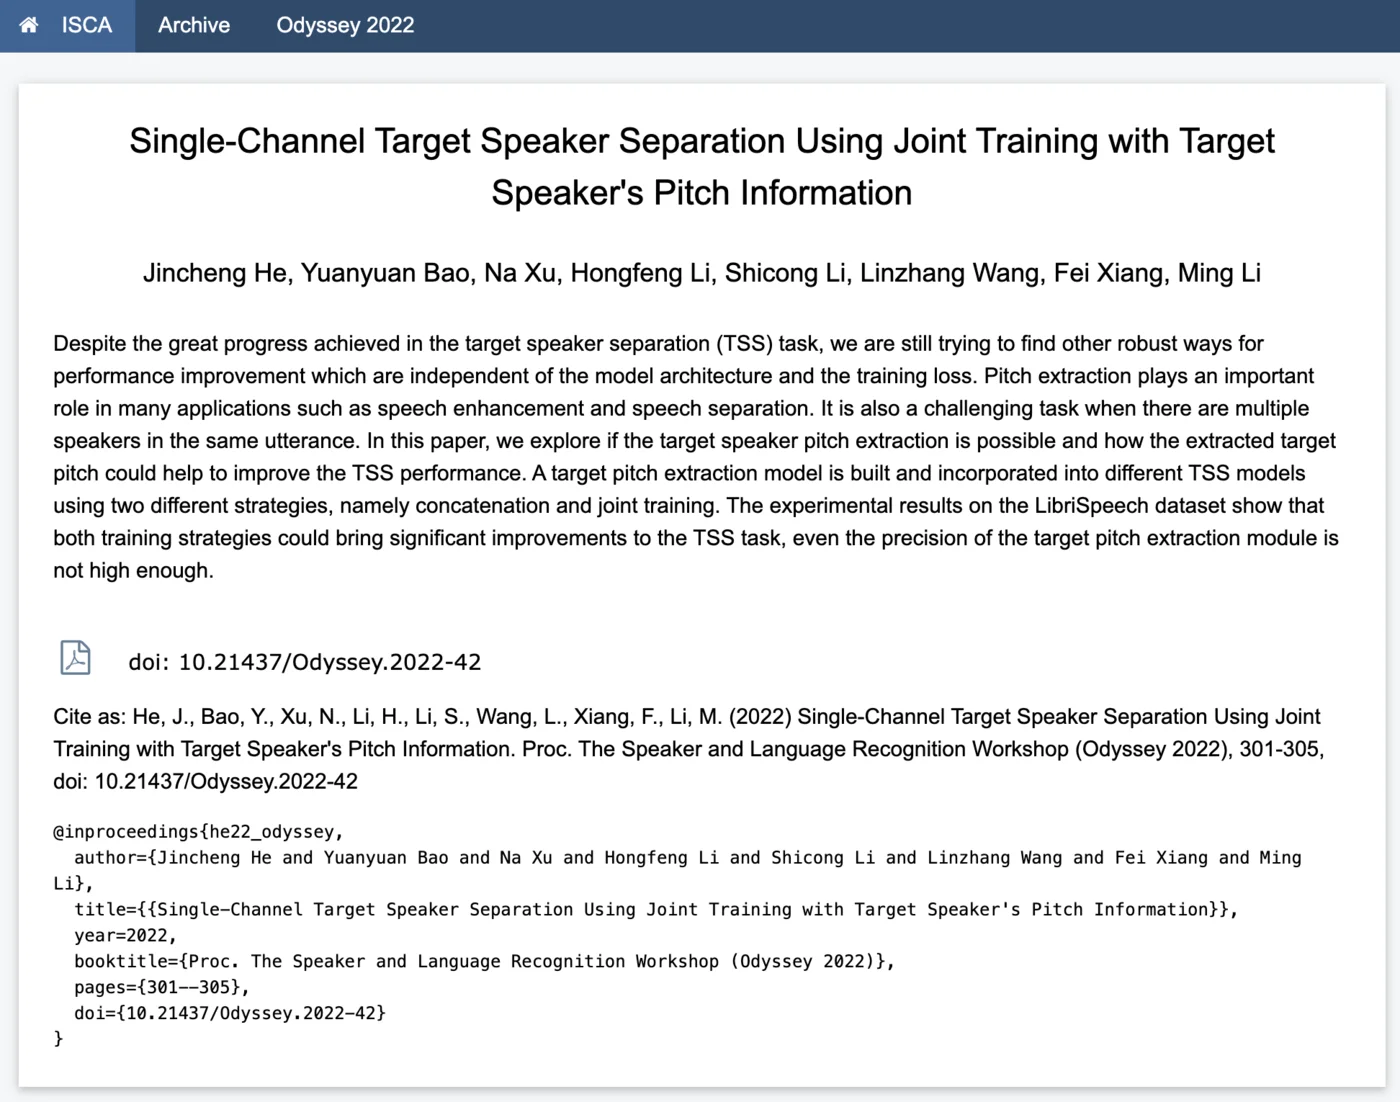 ISCA Archive Odyssey 2022
Single-Channel Target Speaker Separation Using Joint Training with Target
Speaker's Pitch Information
Jincheng He, Yuanyuan Bao, Na Xu, Hongfeng Li, Shicong Li, Linzhang Wang, Fei Xiang, Ming Li
Despite the great progress achieved in the target speaker separation (TSS) task, we are still trying to find other robust ways for
performance improvement which are independent of the model architecture and the training loss. Pitch extraction plays an important
role in many applications such as speech enhancement and speech separation. It is also a challenging task when there are multiple
speakers in the same utterance. In this paper, we explore if the target speaker pitch extraction is possible and how the extracted target
pitch could help to improve the TSS performance. A target pitch extraction model is built and incorporated into different TSS models
using two different strategies, namely concatenation and joint training. The experimental results on the LibriSpeech dataset show that
both training strategies could bring significant improvements to the TSS task, even the precision of the target pitch extraction module is
not high enough.
doi: 10.21437/Odyssey.2022-42
Cite as: He, J., Bao, Y., Xu, N., Li, H., Li, S., Wang, L., Xiang, F., Li, M. (2022) Single-Channel Target Speaker Separation Using Joint
Training with Target Speaker's Pitch Information. Proc. The Speaker and Language Recognition Workshop (Odyssey 2022), 301-305,
doi: 10.21437/Odyssey.2022-42
@inproceedings{he22_odyssey,
  author={Jincheng He and Yuanyuan Bao and Na Xu and Hongfeng Li and Shicong Li and Linzhang Wang and Fei Xiang and Ming
Li},
  title={{Single-Channel Target Speaker Separation Using Joint Training with Target Speaker's Pitch Information}},
  year=2022,
  booktitle={Proc. The Speaker and Language Recognition Workshop (Odyssey 2022)},
  pages={301--305},
  doi={10.21437/Odyssey.2022-42}
}